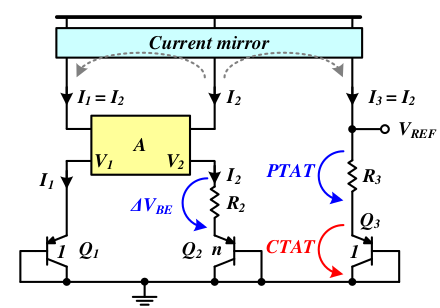 Current mirror
I1 = I2
I2
I3 = I2
VREF
A
V1
V2
I1
I2
PTAT
R3
ΔVBE
R2
Q3
1
Q1
Q2
n
CTAT
1